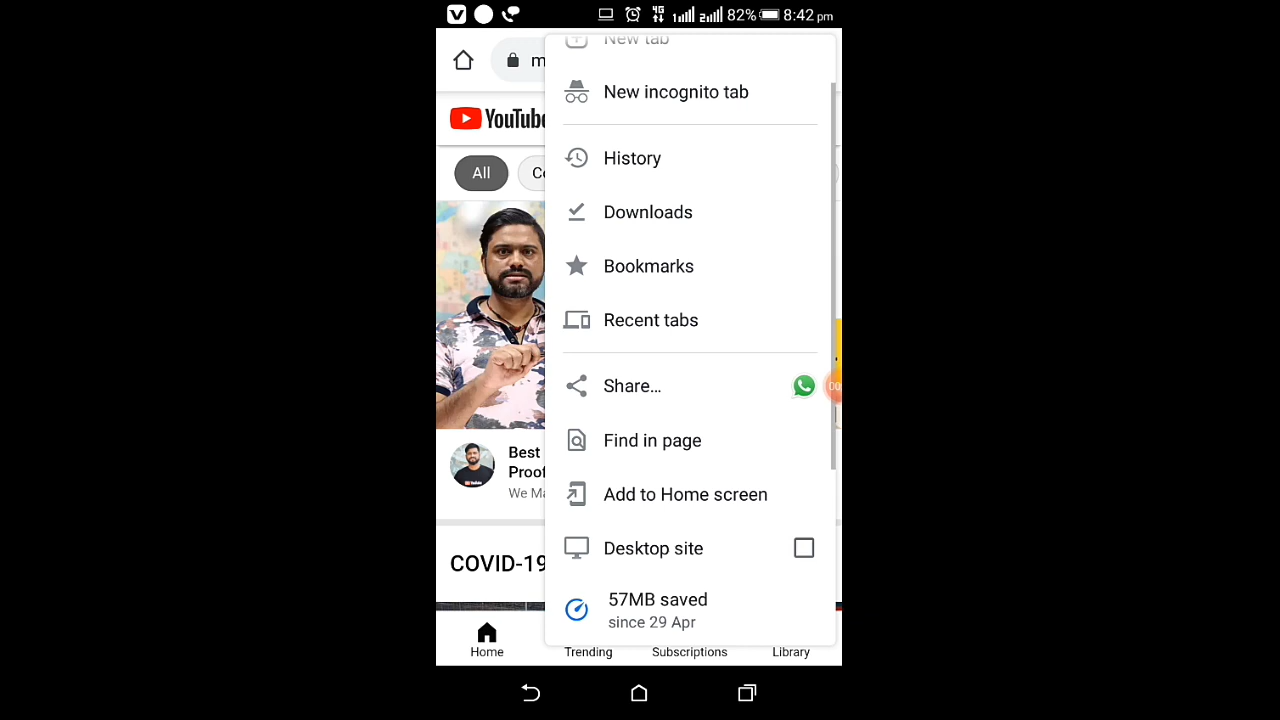 4G 82% 8:42 pm
m
New tab
New incognito tab
YouTube
History
All
Downloads
Bookmarks
Recent tabs
Share...
00
Find in page
Best
Proof
We Ma
Add to Home screen
Desktop site
COVID-19
57MB saved
since 29 Apr
Home Trending Subscriptions Library